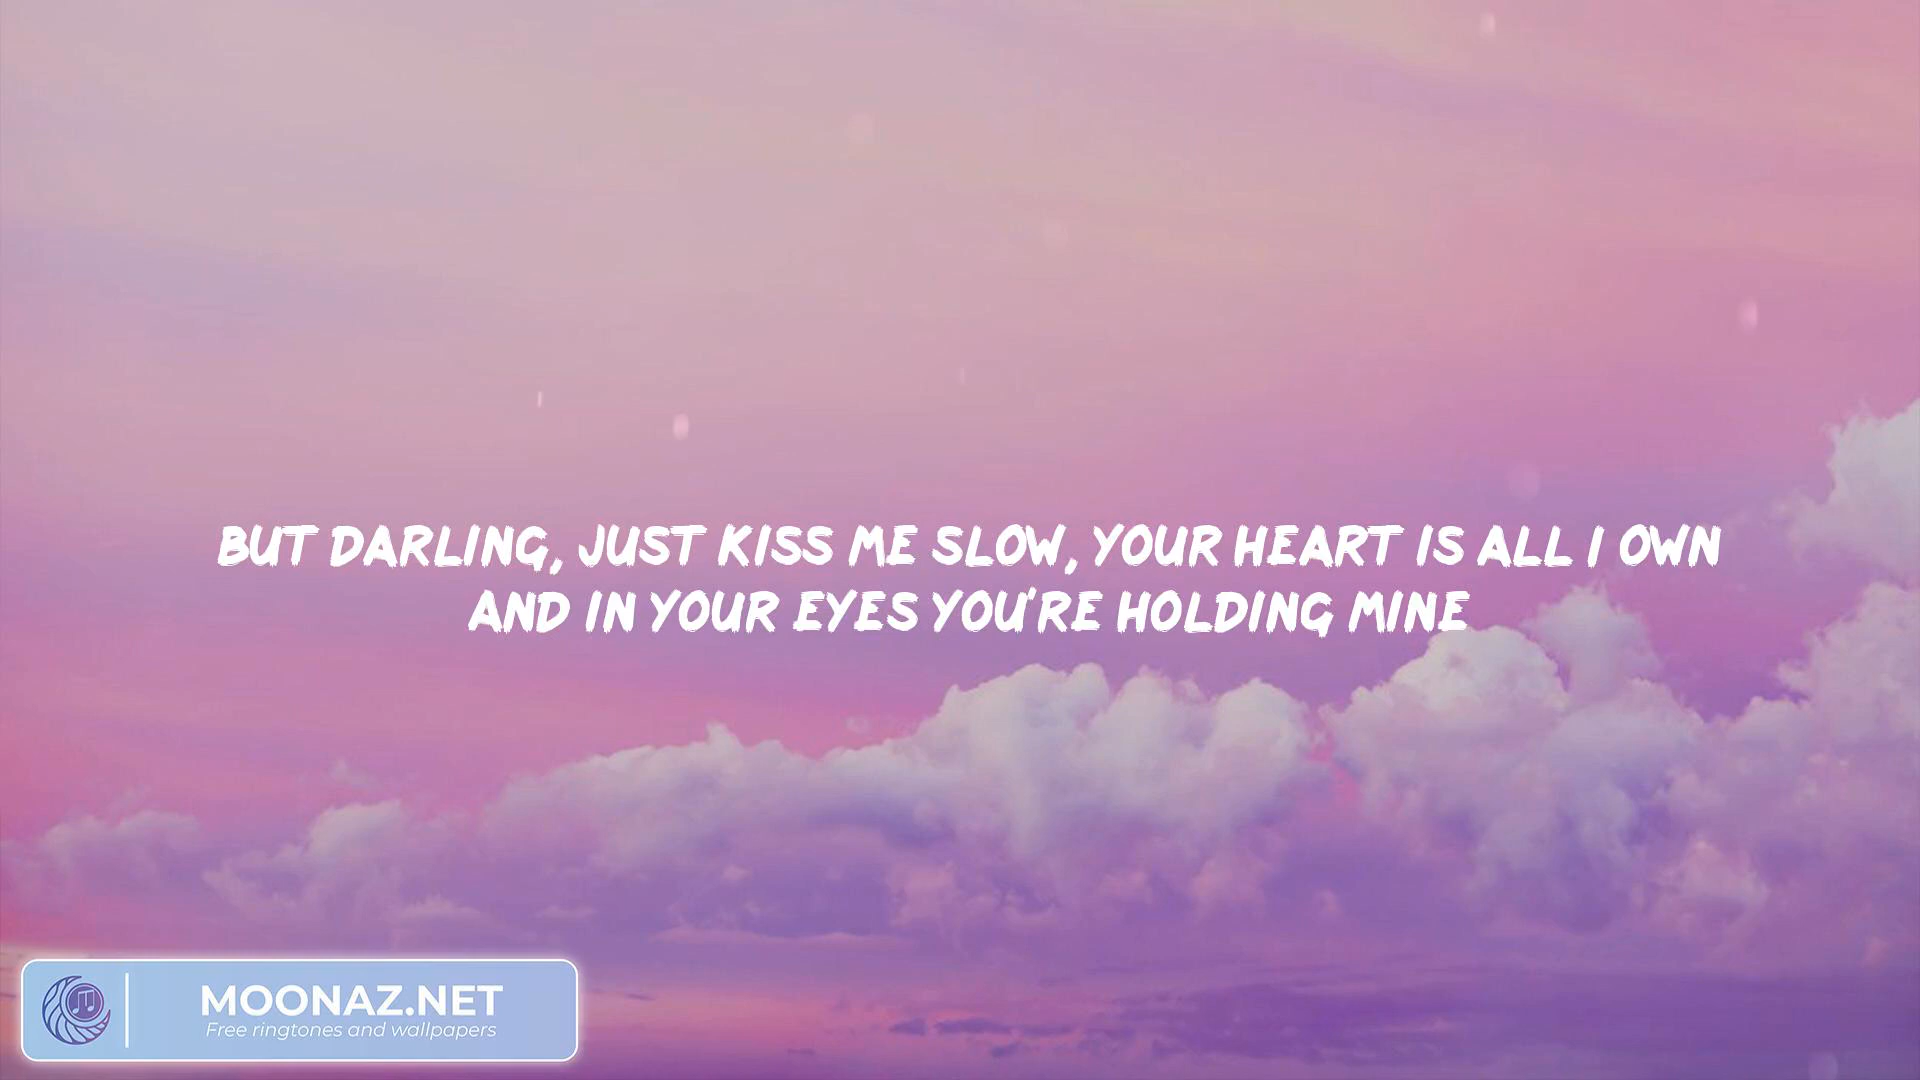 BUT DARLING, JUST KISS ME SLOW, YOUR HEART IS ALL I OWN
AND IN YOUR EYES YOU'RE HOLDING MINE
MOONAZ.NET
Free ringtones and wallpapers